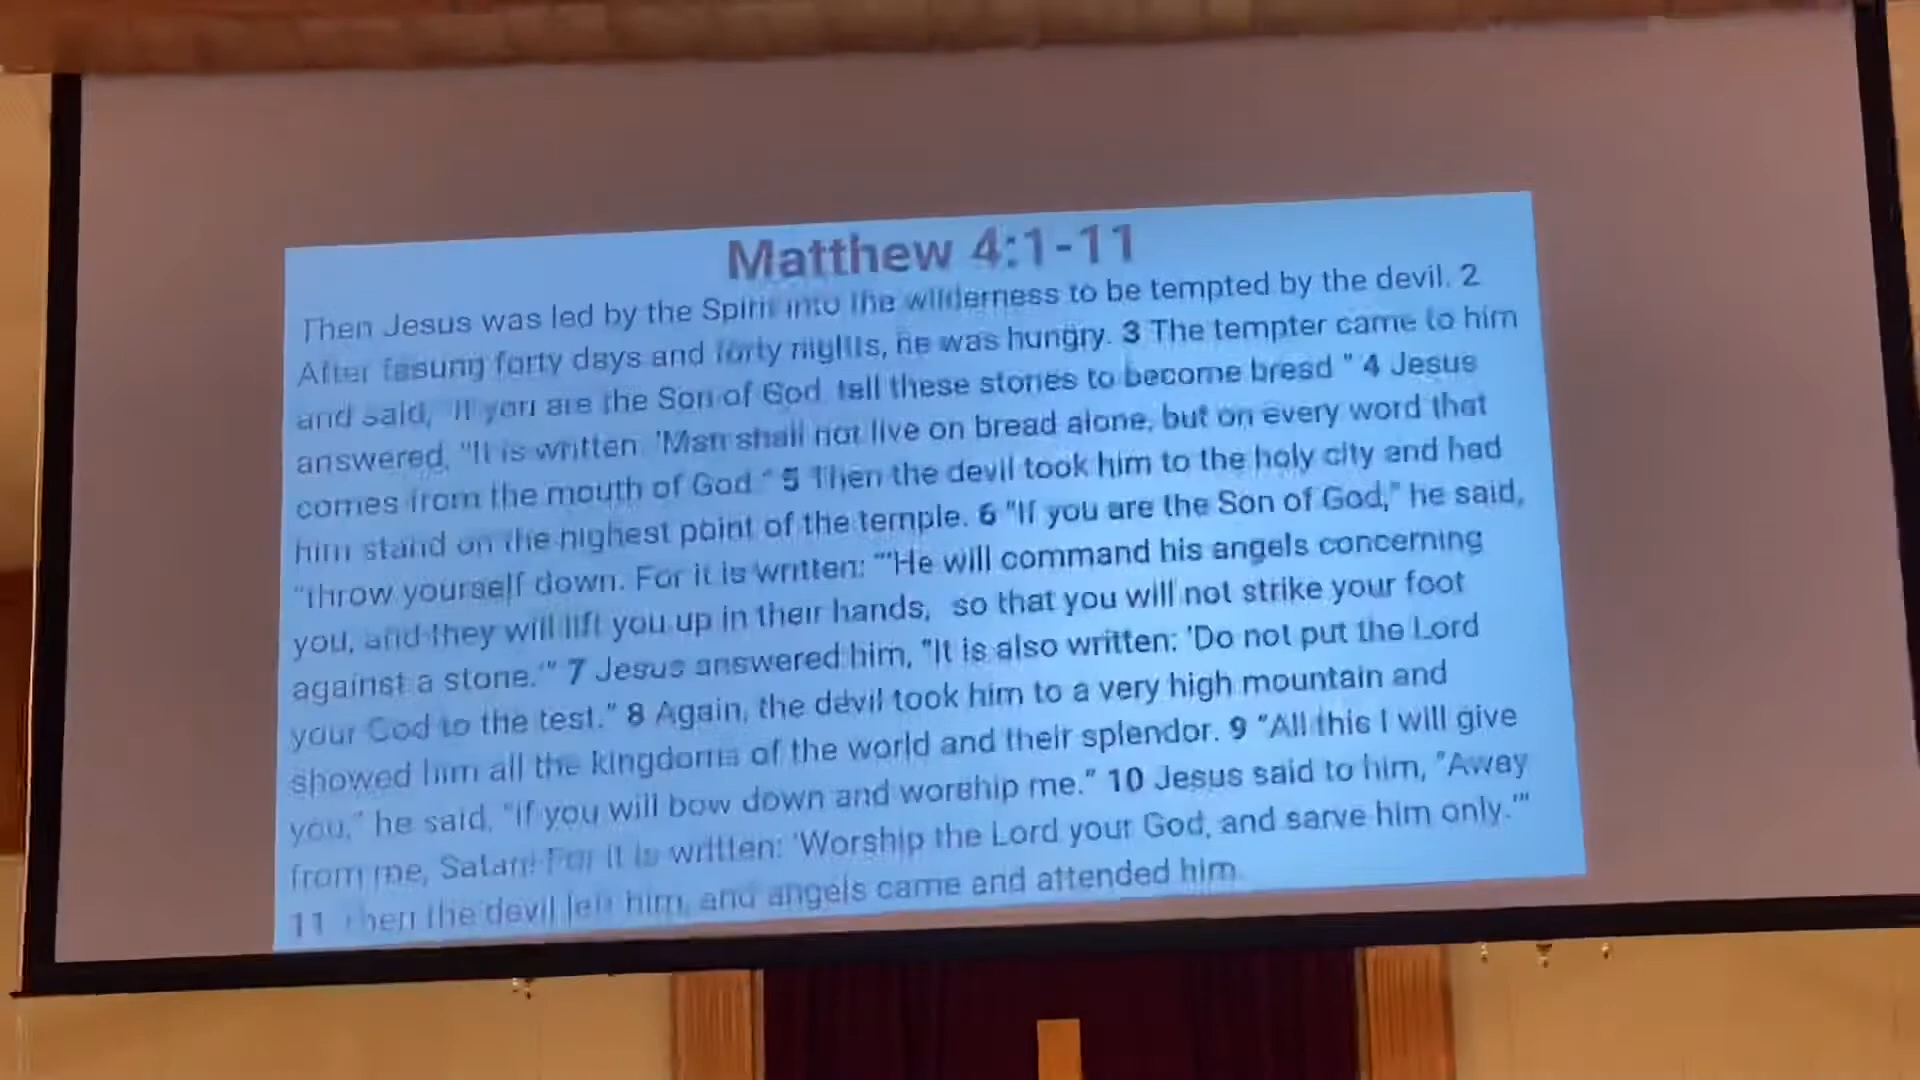 Matthew 4:1-11
Then Jesus was led by the Spirit into the wilderness to be tempted by the devil. 2
After fasting forty days and forty nights, he was hungry. 3 The tempter came to him
and said, "If you are the Son of God, tell these stones to become bread." 4 Jesus
answered, "It is written: 'Man shall not live on bread alone, but on every word that
comes from the mouth of God." 5 Then the devil took him to the holy city and had
him stand on the highest point of the temple. 6 "If you are the Son of God," he said,
"throw yourself down. For it is written: "'He will command his angels concerning
you, and they will lift you up in their hands, so that you will not strike your foot
against a stone.'" 7 Jesus answered him, "It is also written: 'Do not put the Lord
your God to the test." 8 Again, the devil took him to a very high mountain and
showed him all the kingdoms of the world and their splendor. 9 "All this I will give
you," he said, "if you will bow down and worship me." 10 Jesus said to him, "Away
from me, Satan! For it is written: 'Worship the Lord your God, and serve him only.'"
11 Then the devil left him, and angels came and attended him.